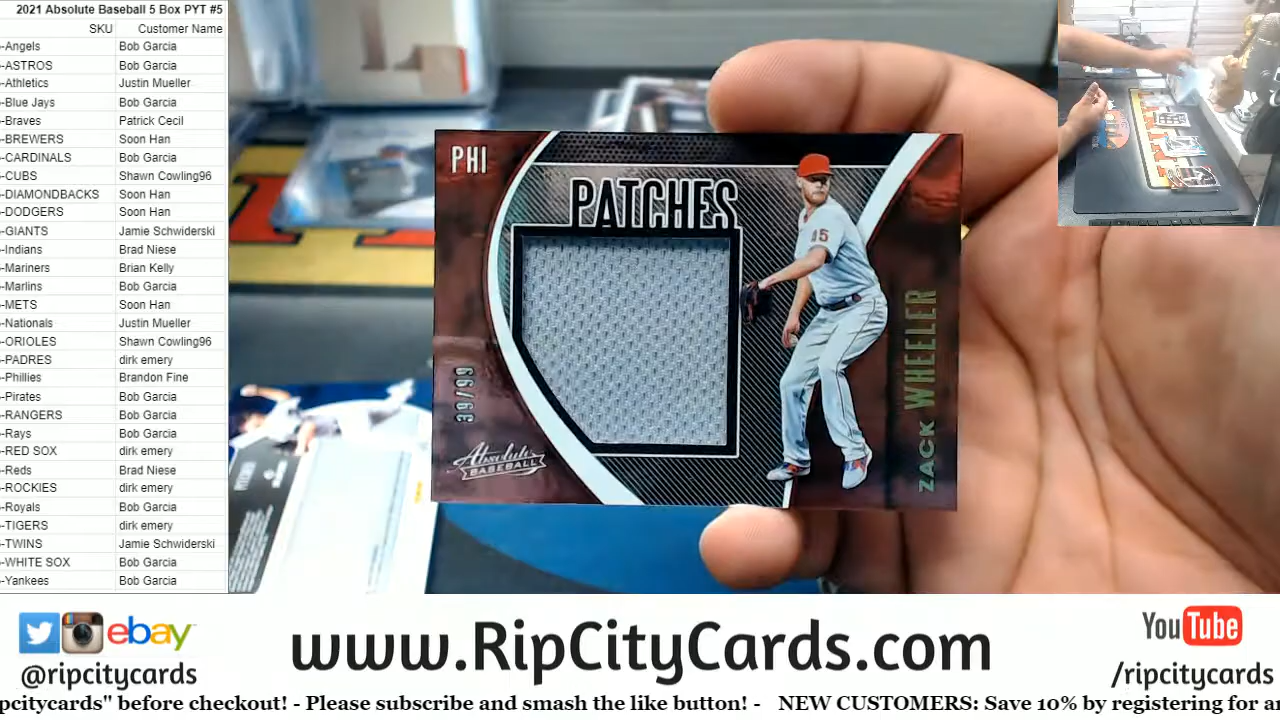 2021 Absolute Baseball 5 Box PYT #5
SKU Customer Name
-Angels Bob Garcia
-ASTROS Bob Garcia
-Athletics Justin Mueller
-Blue Jays Bob Garcia
-Braves Patrick Cecil
-BREWERS Soon Han
-CARDINALS Bob Garcia
-CUBS Shawn Cowling96
-DIAMONDBACKS Soon Han
-DODGERS Soon Han
-GIANTS Jamie Schwiderski
-Indians Brad Niese
-Mariners Brian Kelly
-Marlins Bob Garcia
-METS Soon Han
-Nationals Justin Mueller
-ORIOLES Shawn Cowling96
-PADRES dirk emery
-Phillies Brandon Fine
-Pirates Bob Garcia
-RANGERS Bob Garcia
-Rays Bob Garcia
-RED SOX dirk emery
-Reds Brad Niese
-ROCKIES dirk emery
-Royals Bob Garcia
-TIGERS dirk emery
-TWINS Jamie Schwiderski
-WHITE SOX Bob Garcia
-Yankees Bob Garcia
PHI
PATCHES
45
39/99
Absolute
BASEBALL
ZACK WHEELER
ebay
@ripcitycards
www.RipCityCards.com
YouTube
/ripcitycards
pcitycards" before checkout! - Please subscribe and smash the like button! - NEW CUSTOMERS: Save 10% by registering for